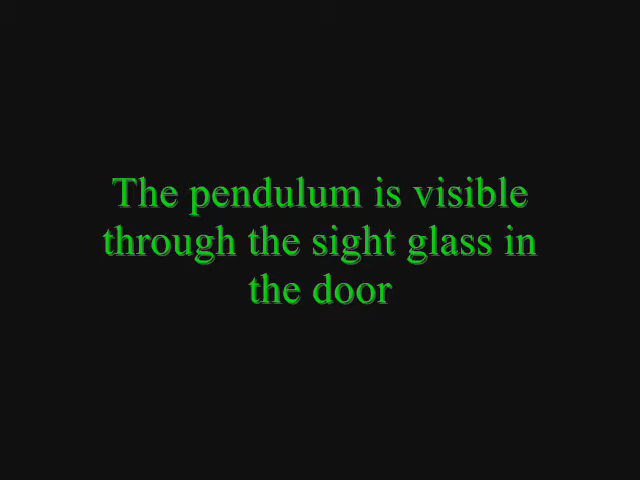 The pendulum is visible
through the sight glass in
the door